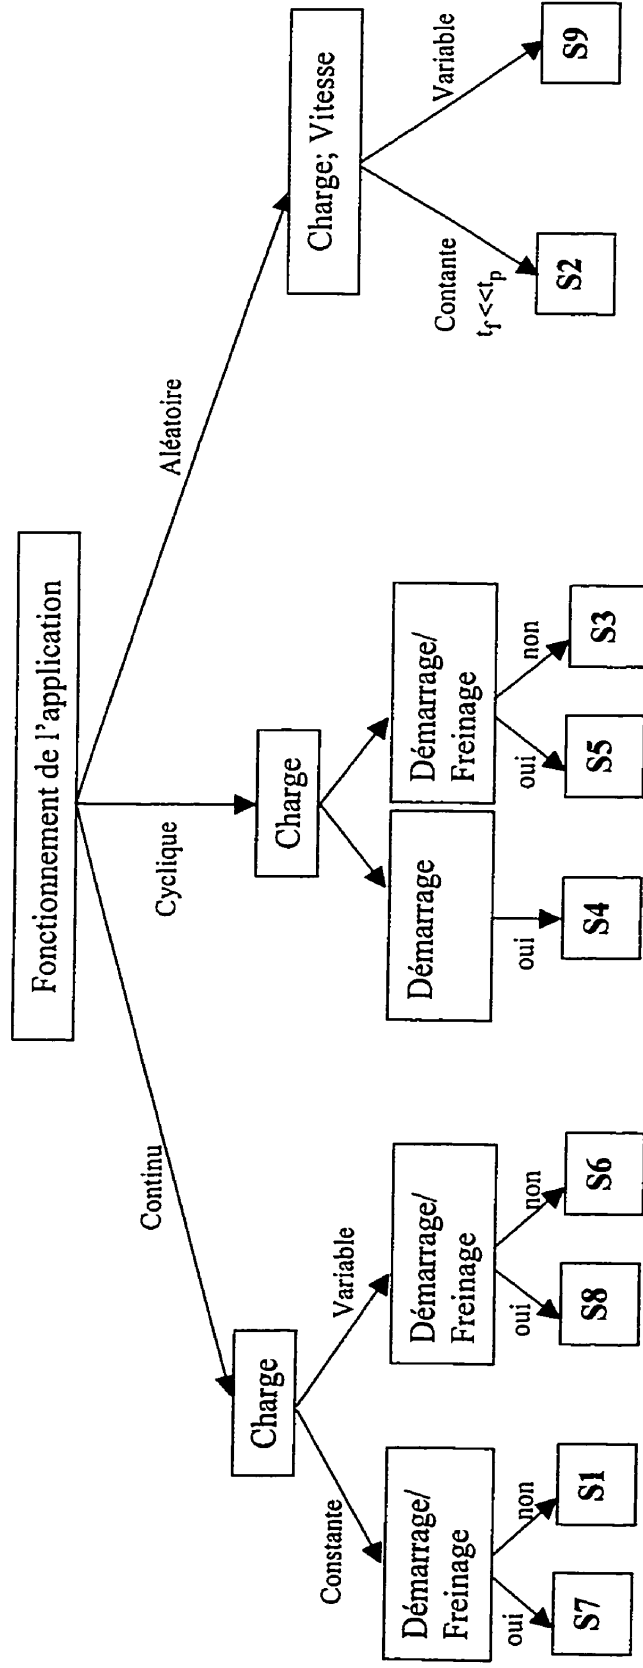 Fonctionnement de l'application
Continu
Cyclique
Aléatoire
Charge
Charge
Charge; Vitesse
Constante
Variable
Contante
t_f<<t_p
Variable
Démarrage/
Freinage
Démarrage/
Freinage
Démarrage
Démarrage/
Freinage
oui
non
oui
non
oui
oui
non
S7
S1
S8
S6
S4
S5
S3
S2
S9